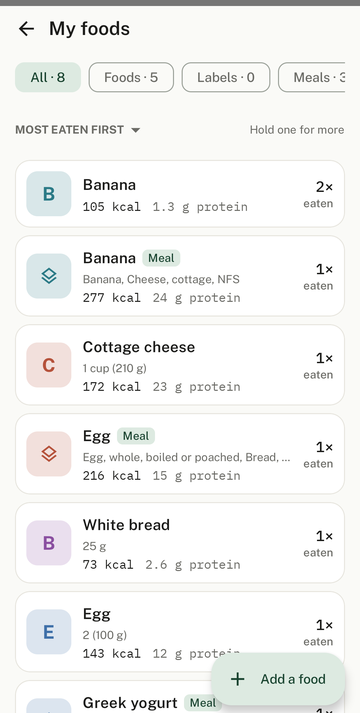 My foods
All · 8
Foods · 5
Labels · 0
Meals · 3
MOST EATEN FIRST
Hold one for more
B
Banana
105 kcal 1.3 g protein
2×
eaten
Banana Meal
Banana, Cheese, cottage, NFS
277 kcal 24 g protein
1×
eaten
C
Cottage cheese
1 cup (210 g)
172 kcal 23 g protein
1×
eaten
Egg Meal
Egg, whole, boiled or poached, Bread, ...
216 kcal 15 g protein
1×
eaten
B
White bread
25 g
73 kcal 2.6 g protein
1×
eaten
E
Egg
2 (100 g)
143 kcal 12 g protein
1×
eaten
+ Add a food
Greek yogurt Meal